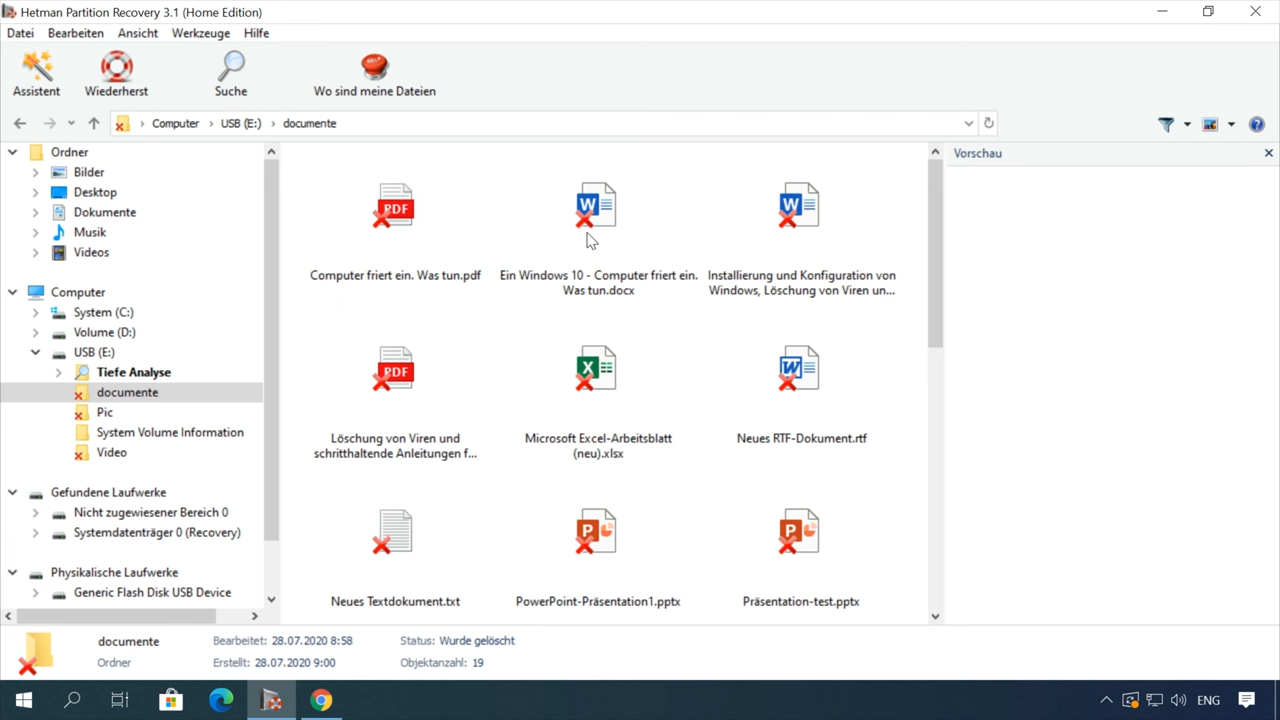 Hetman Partition Recovery 3.1 (Home Edition)
Datei Bearbeiten Ansicht Werkzeuge Hilfe
Assistent Wiederherst Suche Wo sind meine Dateien
Computer USB (E:) documente
Ordner
Bilder
Desktop
Dokumente
Musik
Videos
Computer
System (C:)
Volume (D:)
USB (E:)
Tiefe Analyse
documente
Pic
System Volume Information
Video
Gefundene Laufwerke
Nicht zugewiesener Bereich 0
Systemdatenträger 0 (Recovery)
Physikalische Laufwerke
Generic Flash Disk USB Device
PDF
W
W
Computer friert ein. Was tun.pdf
Ein Windows 10 - Computer friert ein.
Was tun.docx
Installierung und Konfiguration von
Windows, Löschung von Viren un...
PDF
X
W
Löschung von Viren und
schritthaltende Anleitungen f...
Microsoft Excel-Arbeitsblatt
(neu).xlsx
Neues RTF-Dokument.rtf
P
P
Neues Textdokument.txt
PowerPoint-Präsentation1.pptx
Präsentation-test.pptx
Vorschau
documente
Ordner
Bearbeitet: 28.07.2020 8:58
Erstellt: 28.07.2020 9:00
Status: Wurde gelöscht
Objektanzahl: 19
ENG